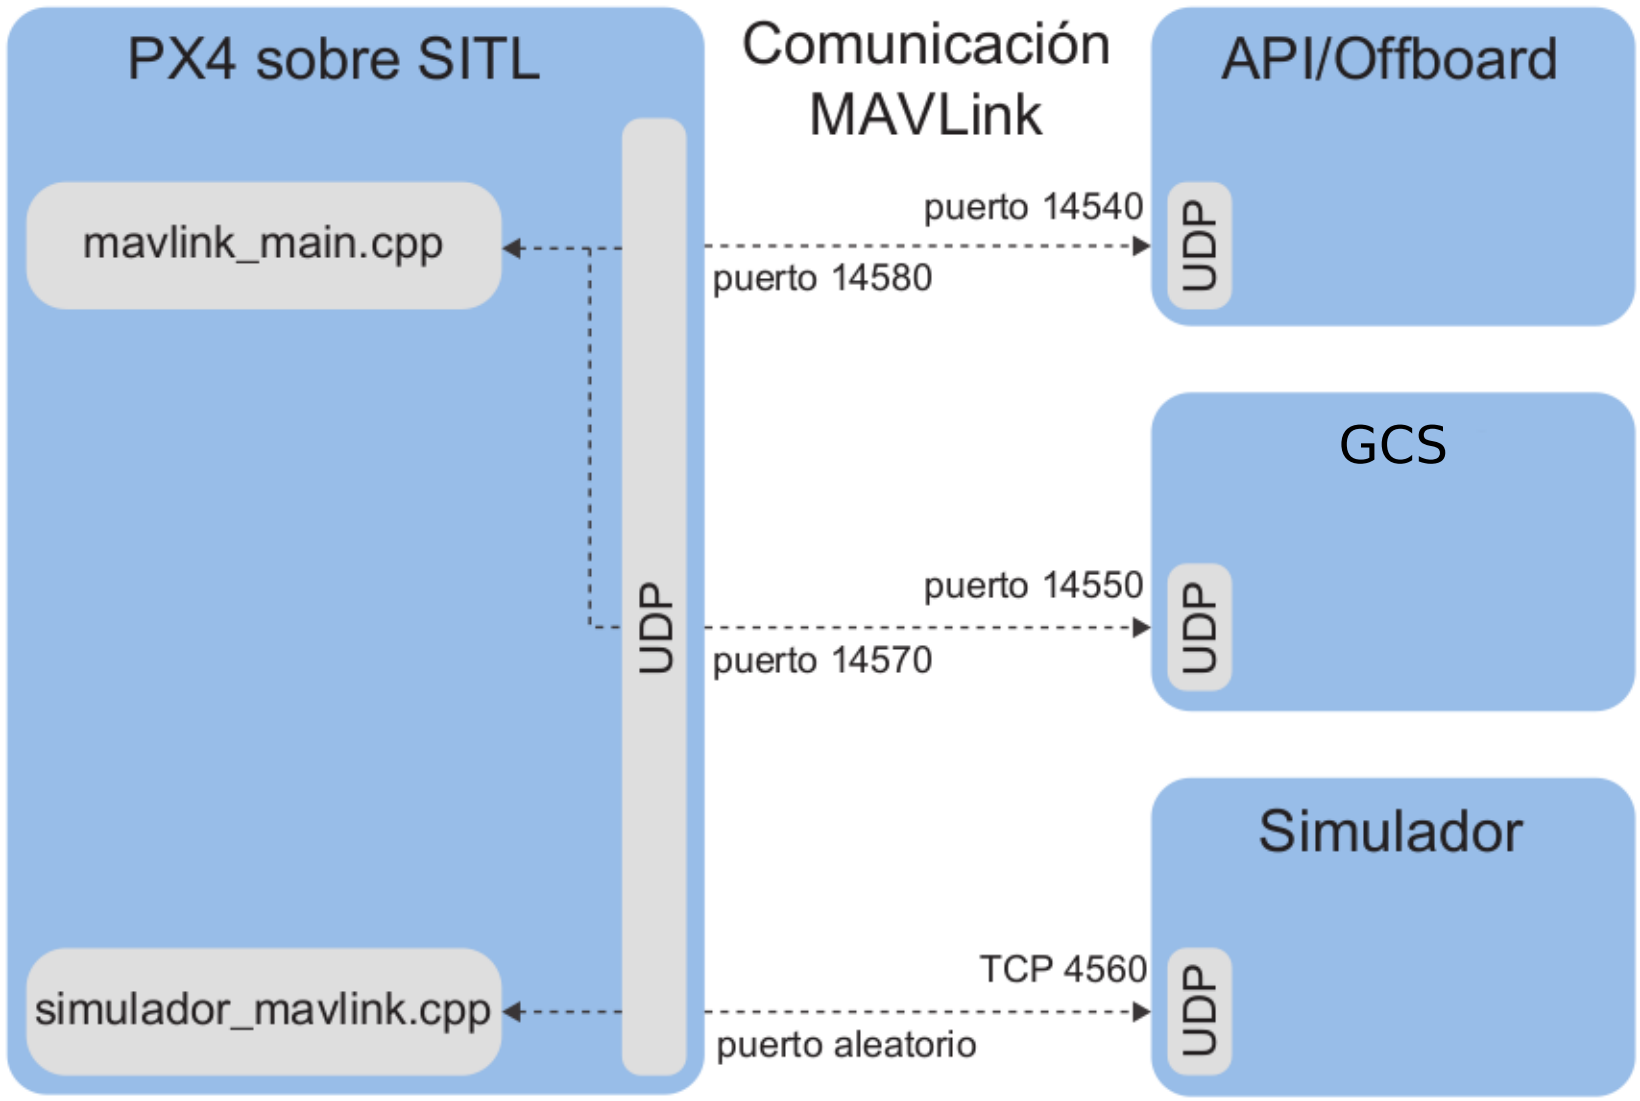 PX4 sobre SITL
mavlink_main.cpp
simulador_mavlink.cpp
UDP
Comunicación
MAVLink
puerto 14540
puerto 14580
puerto 14550
puerto 14570
TCP 4560
puerto aleatorio
API/Offboard
UDP
GCS
UDP
Simulador
UDP